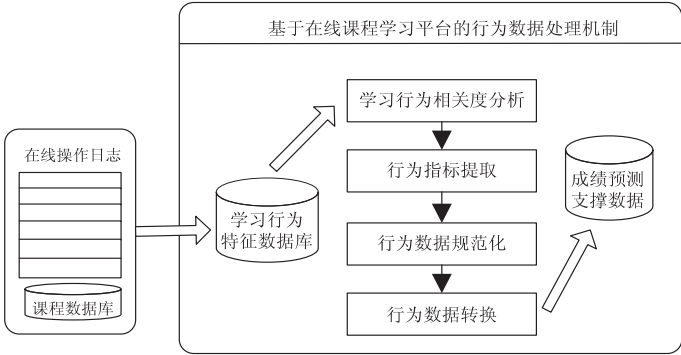 基于在线课程学习平台的行为数据处理机制
在线操作日志
课程数据库
学习行为
特征数据库
学习行为相关度分析
行为指标提取
行为数据规范化
行为数据转换
成绩预测
支撑数据